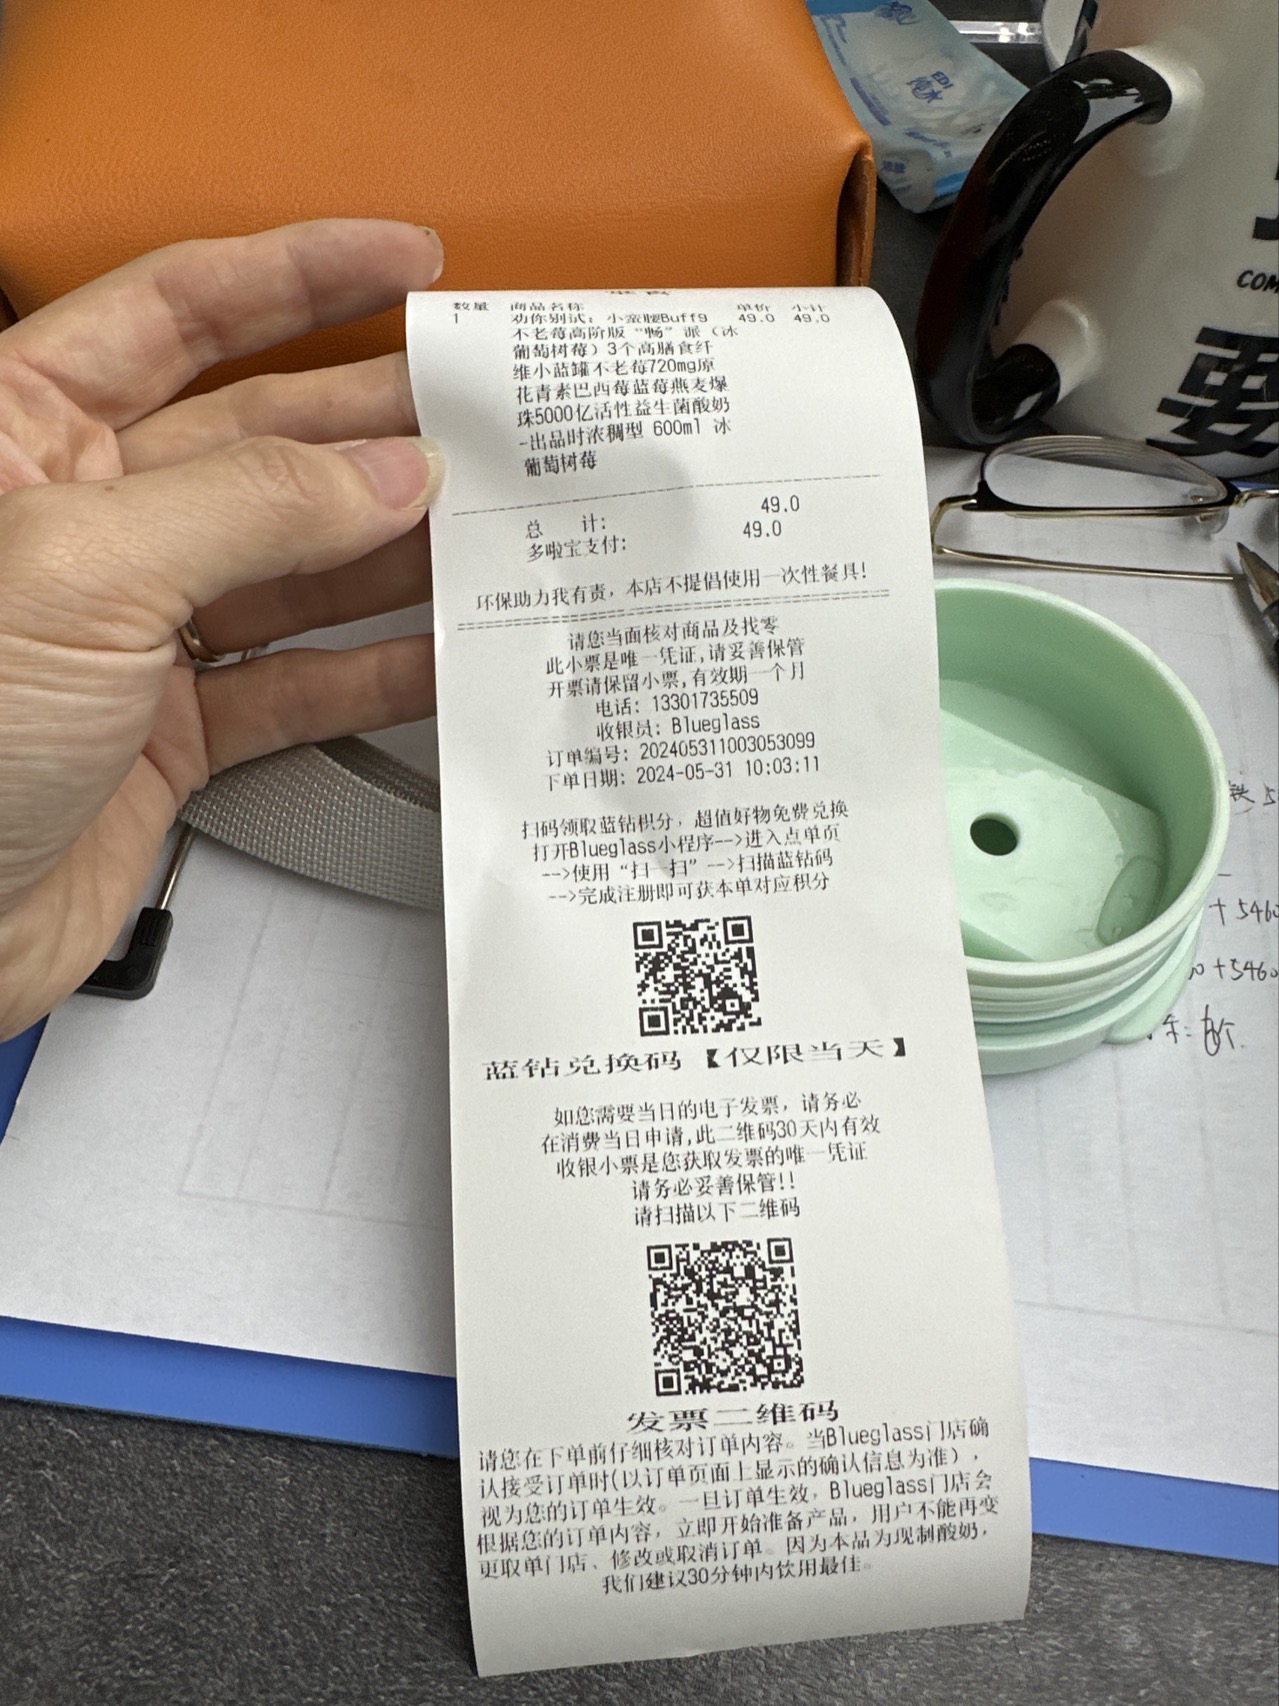 数量 商品名称 单价 小计
1 劝你别试：小蛮腰Buff9 49.0 49.0
不老莓高阶版“畅”派（冰
葡萄树莓）3个高膳食纤
维小蓝罐不老莓720mg原
花青素巴西莓蓝莓燕麦爆
珠5000亿活性益生菌酸奶
-出品时浓稠型 600ml 冰
葡萄树莓
总 计: 49.0
多啦宝支付: 49.0
环保助力我有责，本店不提倡使用一次性餐具!
请您当面核对商品及找零
此小票是唯一凭证,请妥善保管
开票请保留小票,有效期一个月
电话: 13301735509
收银员: Blueglass
订单编号: 202405311003053099
下单日期: 2024-05-31 10:03:11
扫码领取蓝钻积分，超值好物免费兑换
打开Blueglass小程序-->进入点单页
-->使用“扫一扫”-->扫描蓝钻码
-->完成注册即可获本单对应积分
蓝钻兑换码【仅限当天】
如您需要当日的电子发票，请务必
在消费当日申请,此二维码30天内有效
收银小票是您获取发票的唯一凭证
请务必妥善保管!!
请扫描以下二维码
发票二维码
请您在下单前仔细核对订单内容。当Blueglass门店确
认接受订单时(以订单页面上显示的确认信息为准)，
视为您的订单生效。一旦订单生效，Blueglass门店会
根据您的订单内容，立即开始准备产品，用户不能再变
更取单门店、修改或取消订单。因为本品为现制酸奶，
我们建议30分钟内饮用最佳。
EDI
纯水
COM
要
+5460
+5460